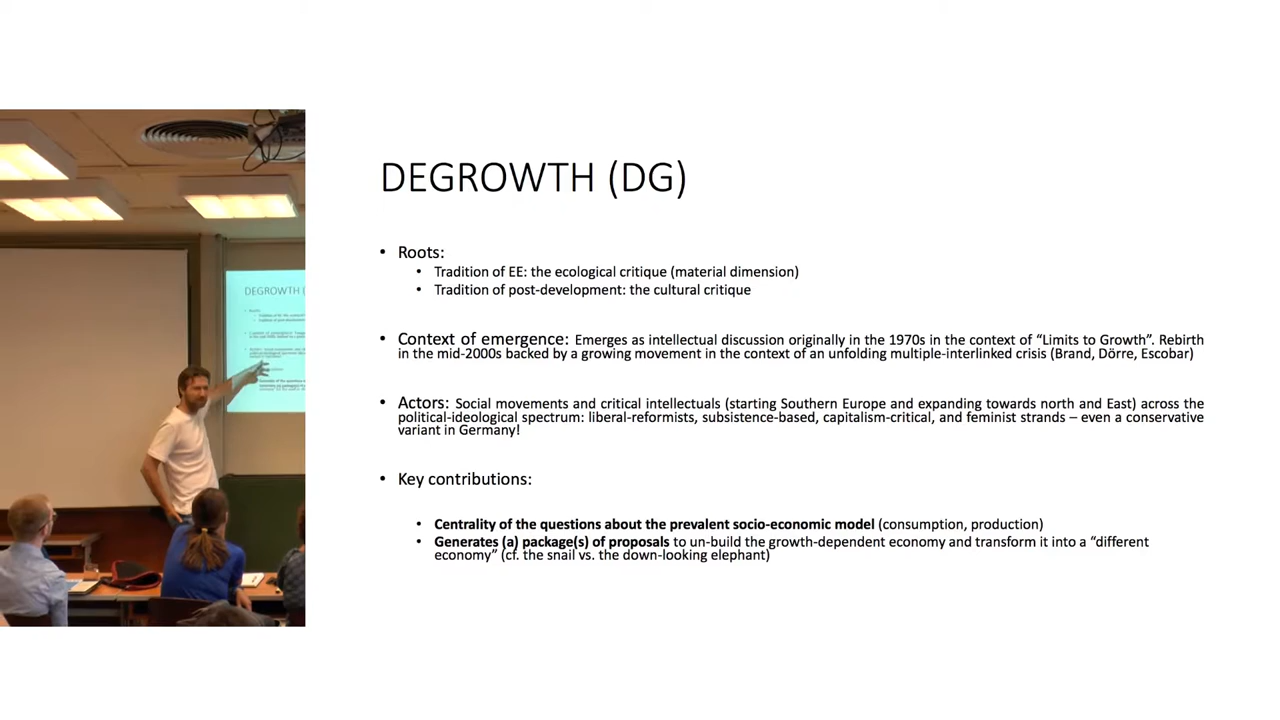 DEGROWTH (DG)
• Roots:
• Tradition of EE: the ecological critique (material dimension)
• Tradition of post-development: the cultural critique
• Context of emergence: Emerges as intellectual discussion originally in the 1970s in the context of “Limits to Growth”. Rebirth
in the mid-2000s backed by a growing movement in the context of an unfolding multiple-interlinked crisis (Brand, Dörre, Escobar)
• Actors: Social movements and critical intellectuals (starting Southern Europe and expanding towards north and East) across the
political-ideological spectrum: liberal-reformists, subsistence-based, capitalism-critical, and feminist strands – even a conservative
variant in Germany!
• Key contributions:
• Centrality of the questions about the prevalent socio-economic model (consumption, production)
• Generates (a) package(s) of proposals to un-build the growth-dependent economy and transform it into a “different
economy” (cf. the snail vs. the down-looking elephant)
DEGROWTH (